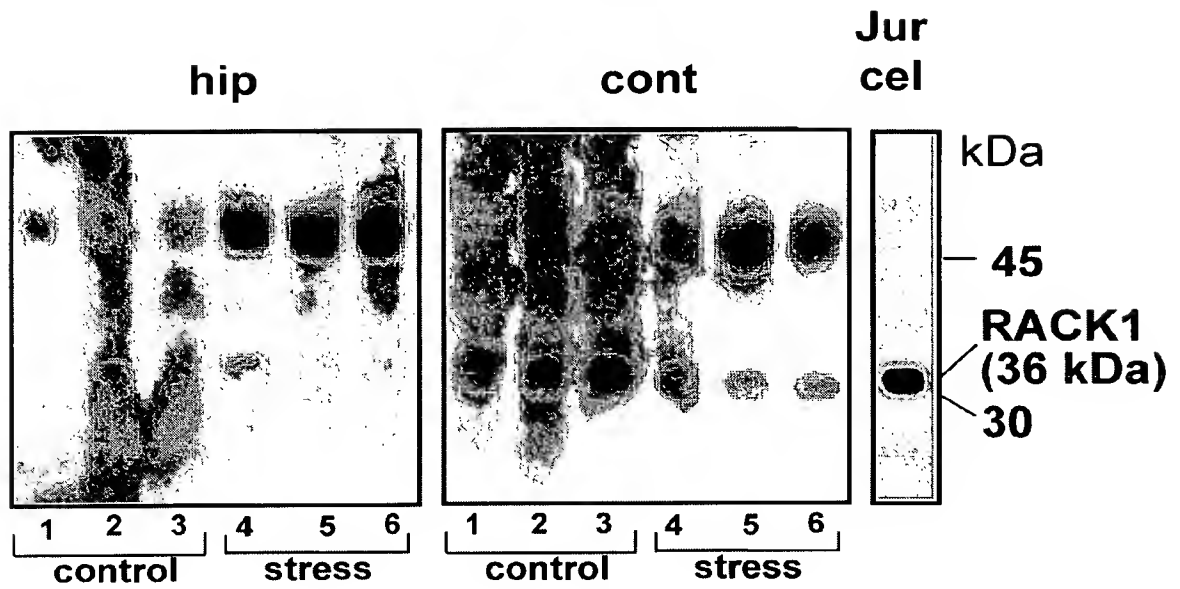 Jur
cel
hip
cont
kDa
45
RACK1
(36 kDa)
30
1 2 3 4 5 6
control stress
1 2 3 4 5 6
control stress